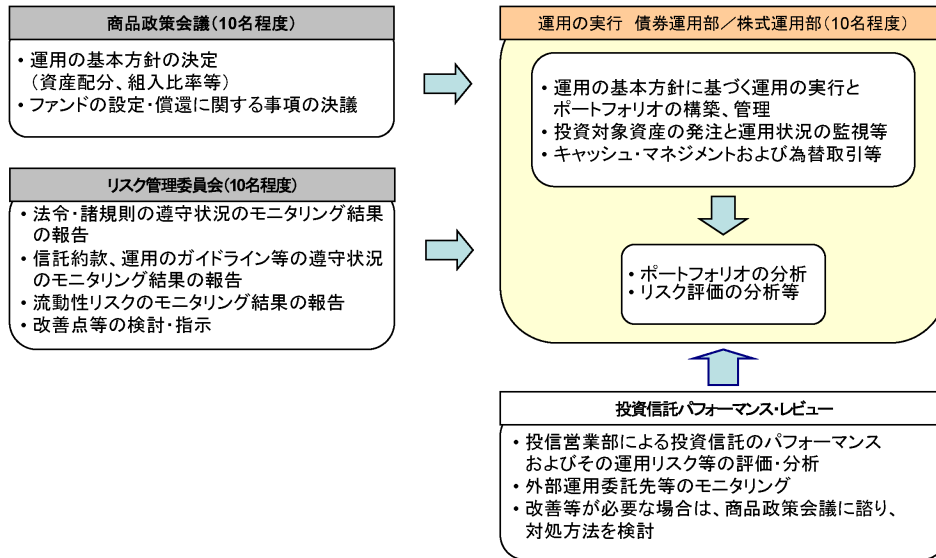 商品政策会議(10名程度)
・運用の基本方針の決定
（資産配分、組入比率等）
・ファンドの設定・償還に関する事項の決議
リスク管理委員会(10名程度)
・法令・諸規則の遵守状況のモニタリング結果
の報告
・信託約款、運用のガイドライン等の遵守状況
のモニタリング結果の報告
・流動性リスクのモニタリング結果の報告
・改善点等の検討・指示
運用の実行 債券運用部／株式運用部(10名程度)
・運用の基本方針に基づく運用の実行と
ポートフォリオの構築、管理
・投資対象資産の発注と運用状況の監視等
・キャッシュ・マネジメントおよび為替取引等
・ポートフォリオの分析
・リスク評価の分析等
投資信託パフォーマンス・レビュー
・投信営業部による投資信託のパフォーマンス
およびその運用リスク等の評価・分析
・外部運用委託先等のモニタリング
・改善等が必要な場合は、商品政策会議に諮り、
対処方法を検討